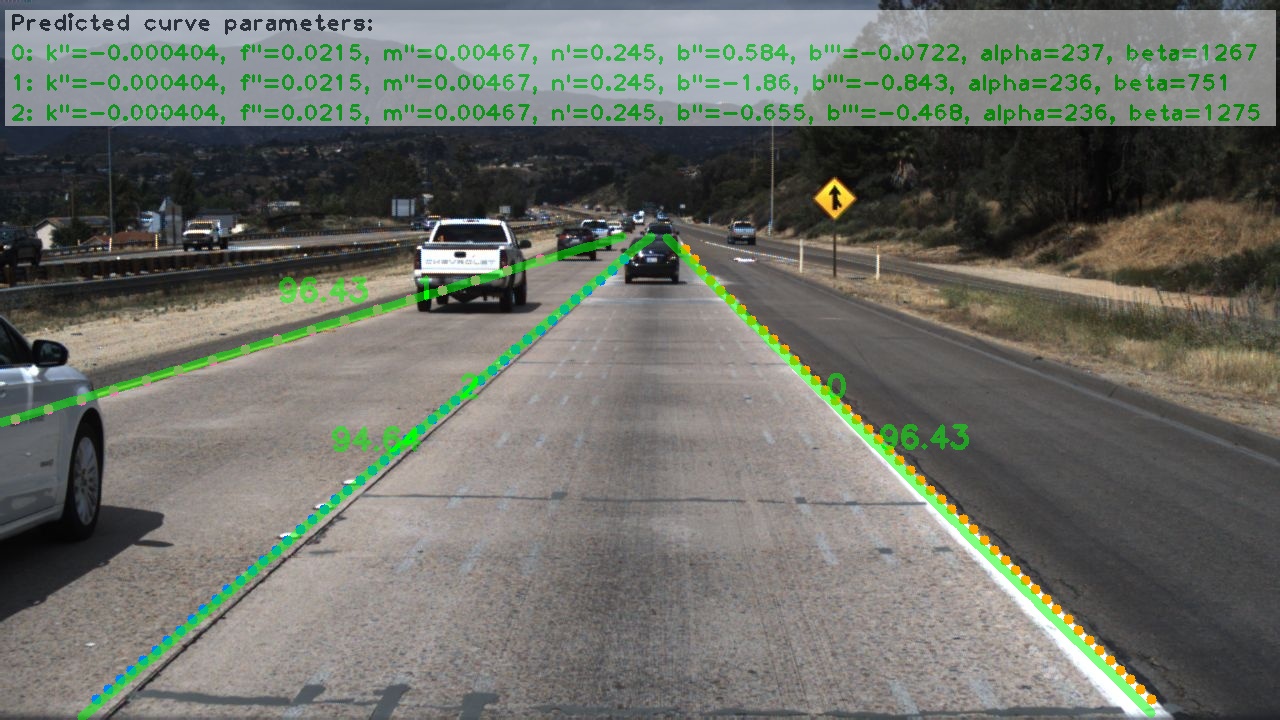 Predicted curve parameters:
0: k''=-0.000404, f''=0.0215, m''=0.00467, n'=0.245, b''=0.584, b'''=-0.0722, alpha=237, beta=1267
1: k''=-0.000404, f''=0.0215, m''=0.00467, n'=0.245, b''=-1.86, b'''=-0.843, alpha=236, beta=751
2: k''=-0.000404, f''=0.0215, m''=0.00467, n'=0.245, b''=-0.655, b'''=-0.468, alpha=236, beta=1275
CHEVROLET
96.43 1
2 0
94.64 96.43